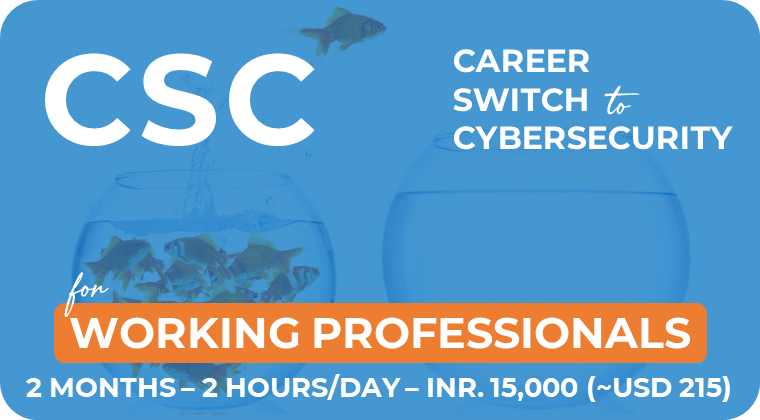 CSC
CAREER
SWITCH to
CYBERSECURITY
for
WORKING PROFESSIONALS
2 MONTHS – 2 HOURS/DAY – INR. 15,000 (~USD 215)